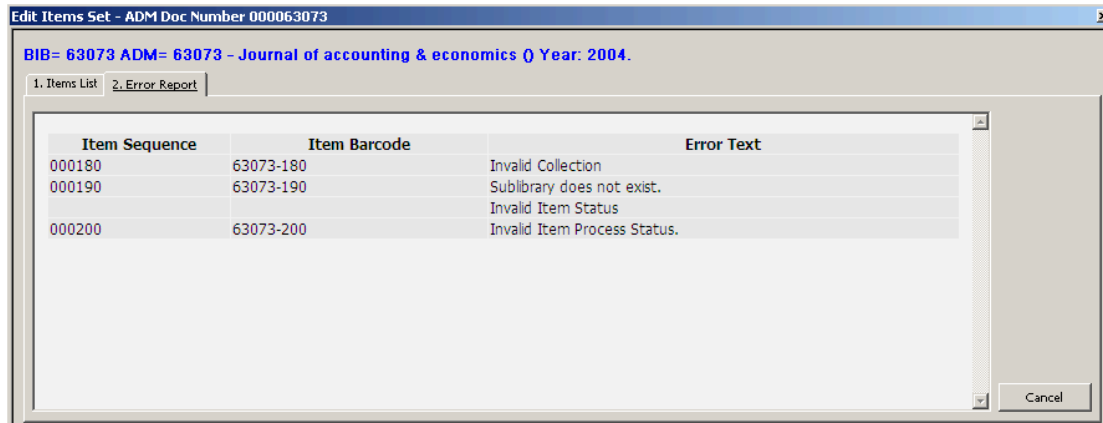 Edit Items Set - ADM Doc Number 000063073
BIB= 63073 ADM= 63073 - Journal of accounting & economics () Year: 2004.
1. Items List 2. Error Report
Item Sequence Item Barcode Error Text
000180 63073-180 Invalid Collection
000190 63073-190 Sublibrary does not exist.
Invalid Item Status
000200 63073-200 Invalid Item Process Status.
Cancel